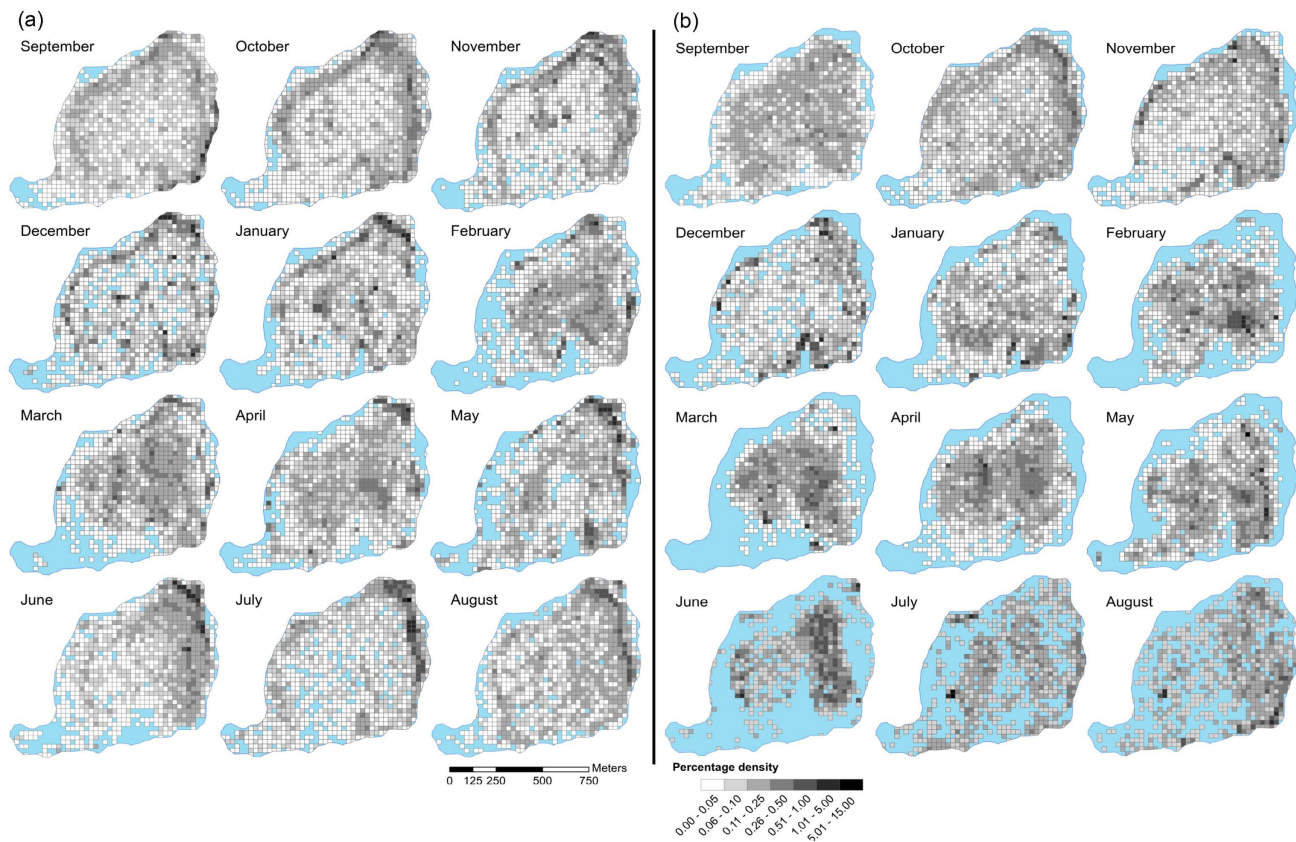 (a)
(b)
September
October
November
September
October
November
December
January
February
December
January
February
March
April
May
March
April
May
June
July
August
June
July
August
Meters
0 125 250 500 750
Percentage density
0.00 - 0.05
0.06 - 0.10
0.11 - 0.25
0.26 - 0.50
0.51 - 1.00
1.01 - 5.00
5.01 - 15.00